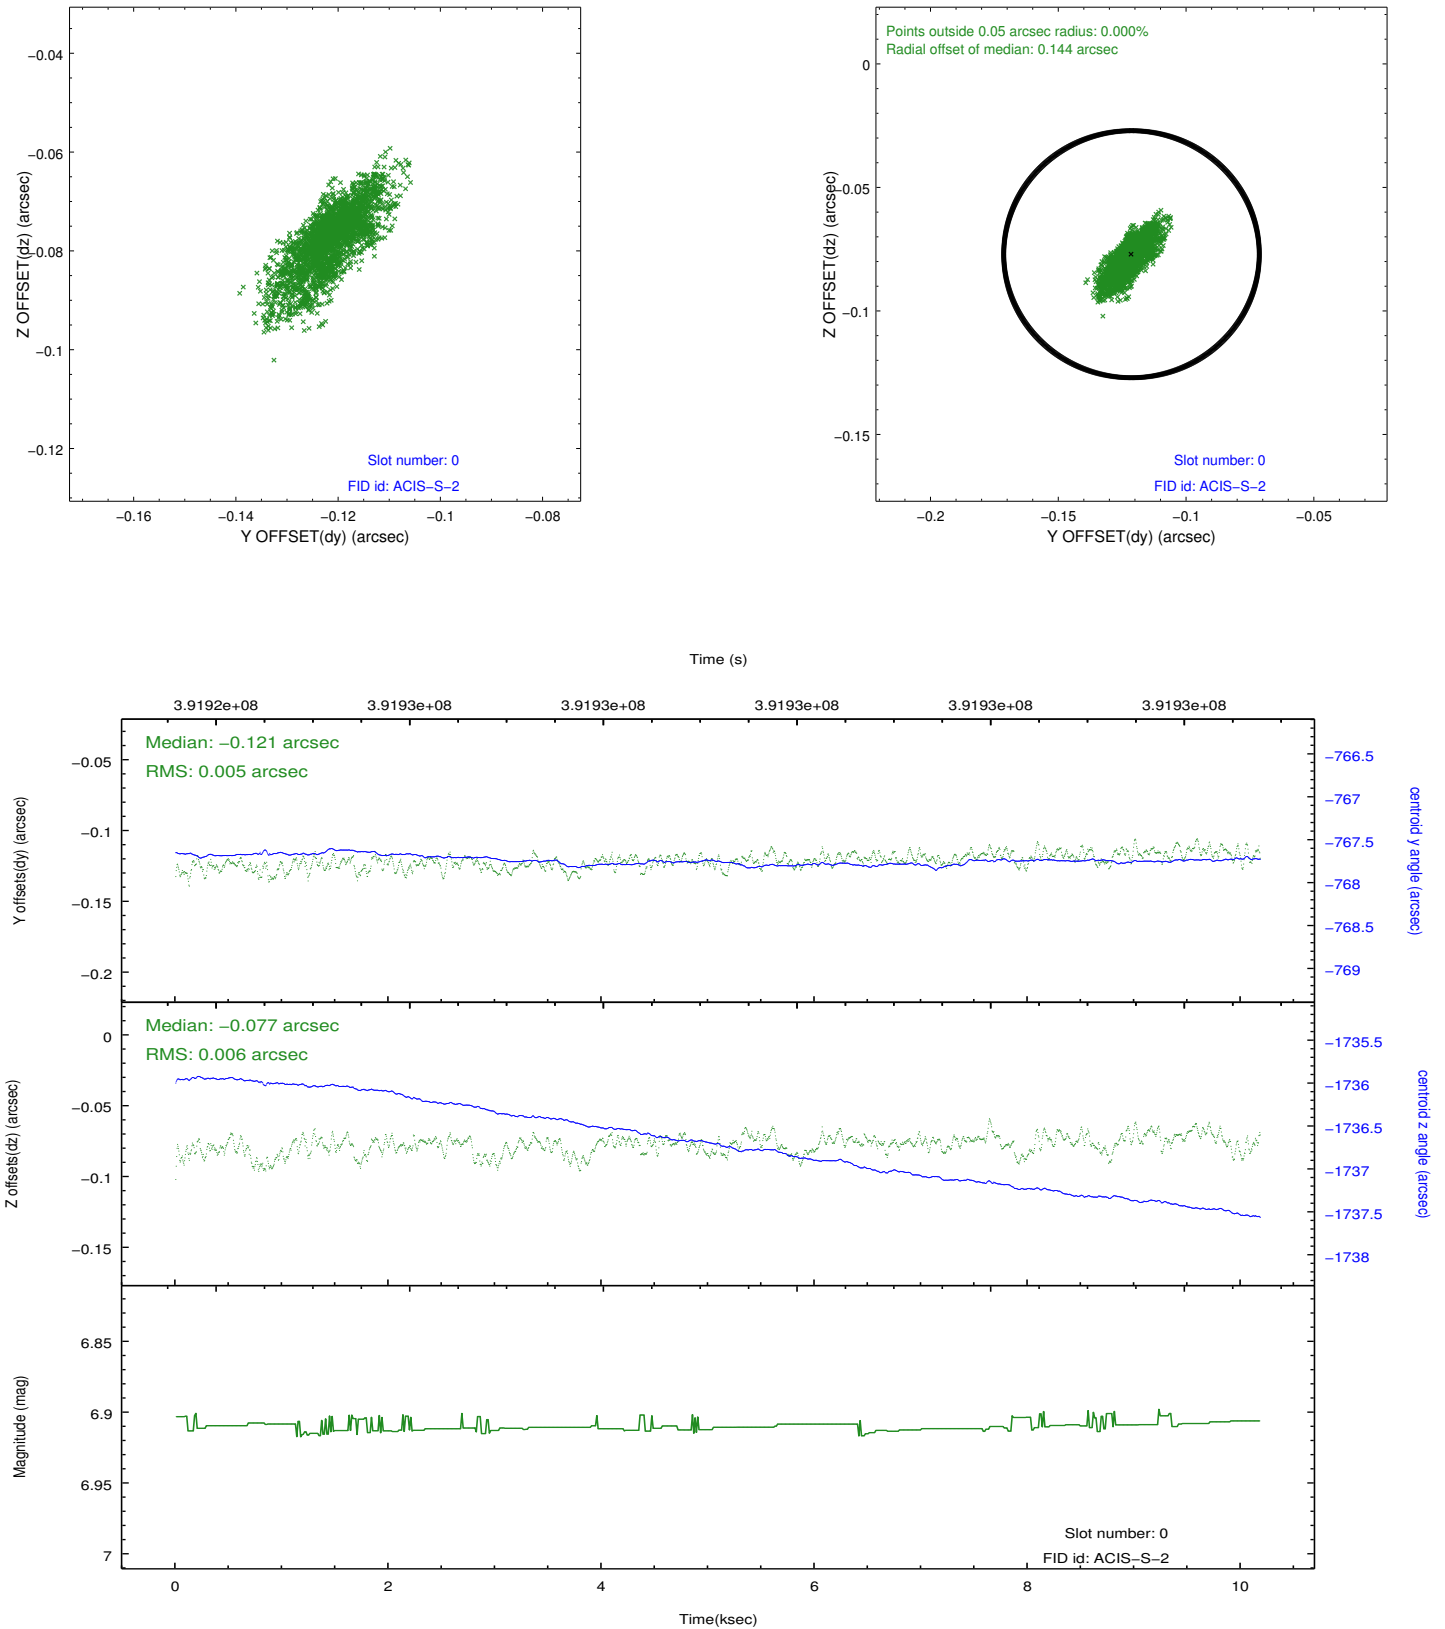 −0.04
−0.06
−0.08
−0.1
−0.12
Z OFFSET(dz) (arcsec)
Slot number: 0
FID id: ACIS−S−2
−0.16 −0.14 −0.12 −0.1 −0.08
Y OFFSET(dy) (arcsec)
Points outside 0.05 arcsec radius: 0.000%
Radial offset of median: 0.144 arcsec
0
−0.05
−0.1
−0.15
Z OFFSET(dz) (arcsec)
Slot number: 0
FID id: ACIS−S−2
−0.2 −0.15 −0.1 −0.05
Y OFFSET(dy) (arcsec)
Time (s)
3.9192e+08 3.9193e+08 3.9193e+08 3.9193e+08 3.9193e+08 3.9193e+08
Median: −0.121 arcsec
RMS: 0.005 arcsec
−0.05
−0.1
−0.15
−0.2
Y offsets(dy) (arcsec)
−766.5
−767
−767.5
−768
−768.5
−769
centroid y angle (arcsec)
Median: −0.077 arcsec
RMS: 0.006 arcsec
0
−0.05
−0.1
−0.15
Z offsets(dz) (arcsec)
−1735.5
−1736
−1736.5
−1737
−1737.5
−1738
centroid z angle (arcsec)
6.85
6.9
6.95
7
Magnitude (mag)
Slot number: 0
FID id: ACIS−S−2
0 2 4 6 8 10
Time(ksec)